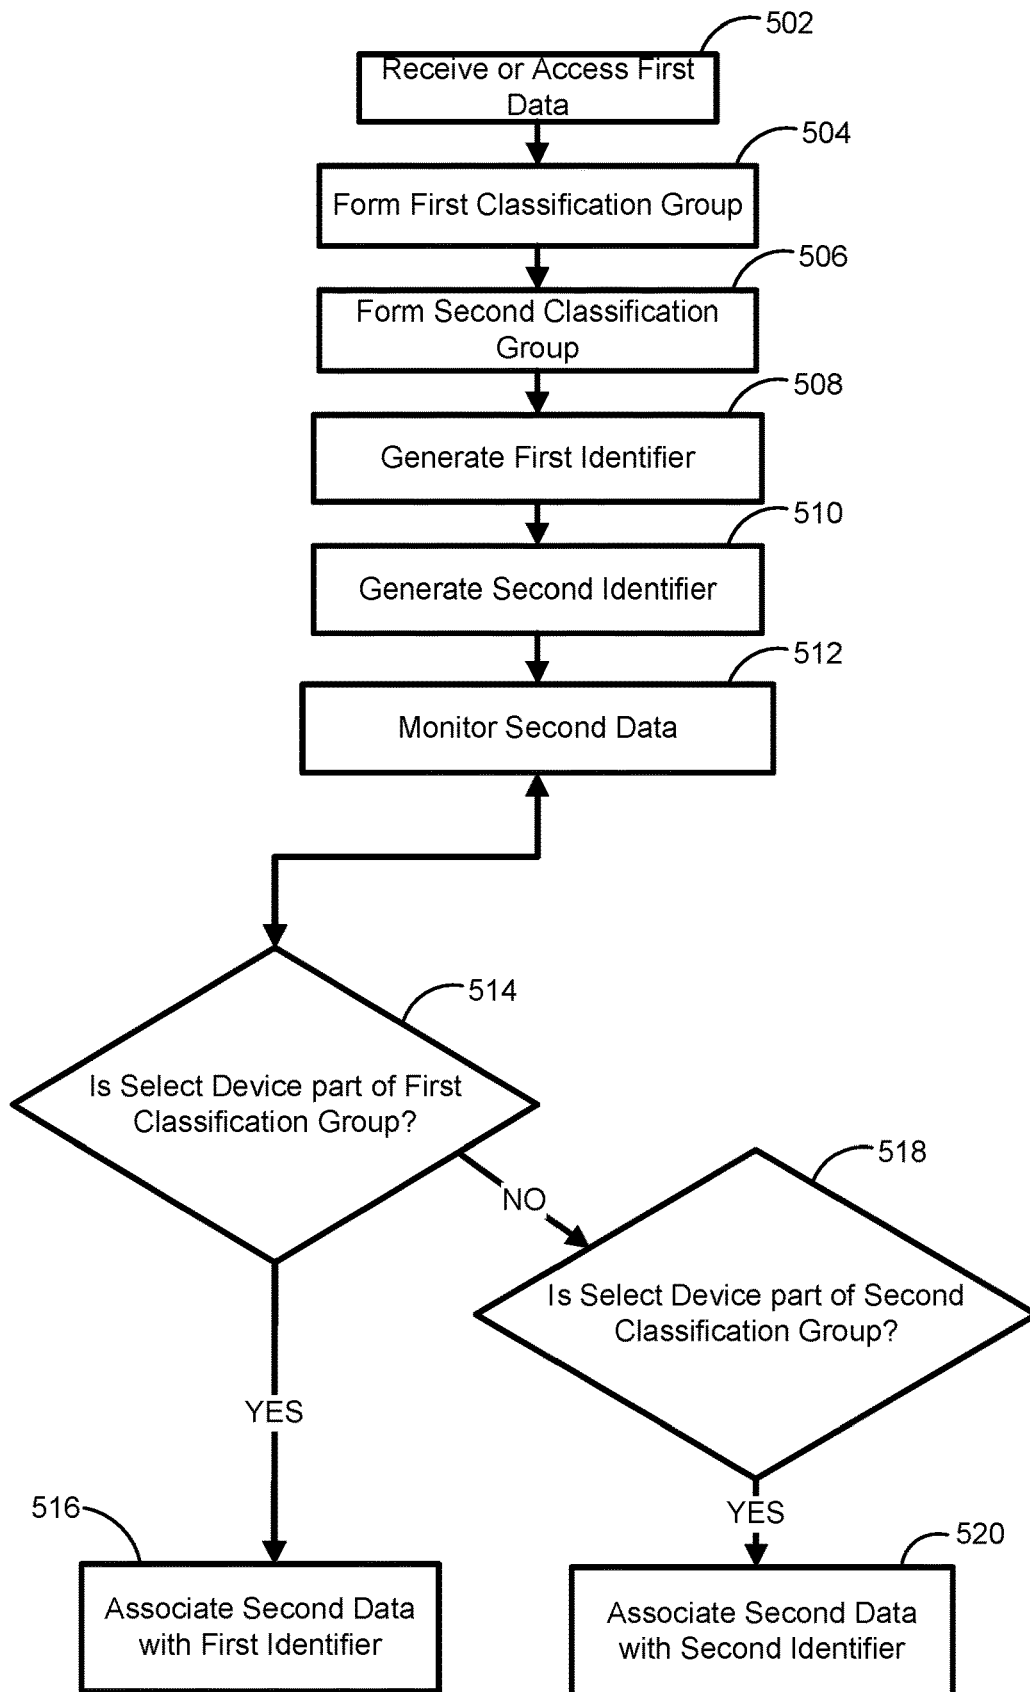 502
Receive or Access First
Data
504
Form First Classification Group
506
Form Second Classification
Group
508
Generate First Identifier
510
Generate Second Identifier
512
Monitor Second Data
514
Is Select Device part of First
Classification Group?
518
NO
Is Select Device part of Second
Classification Group?
YES
YES
516
520
Associate Second Data
with First Identifier
Associate Second Data
with Second Identifier